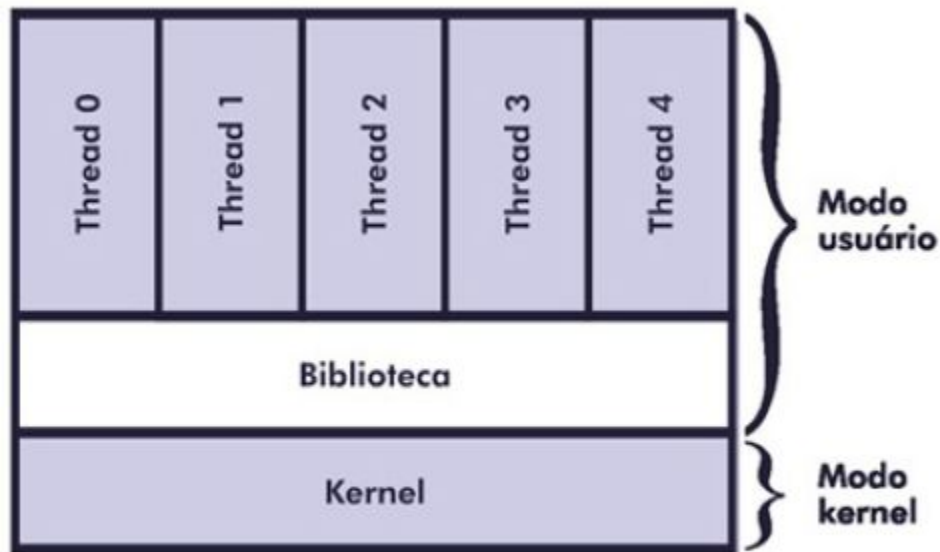 Thread 0
Thread 1
Thread 2
Thread 3
Thread 4
Modo
usuário
Biblioteca
Kernel
Modo
kernel